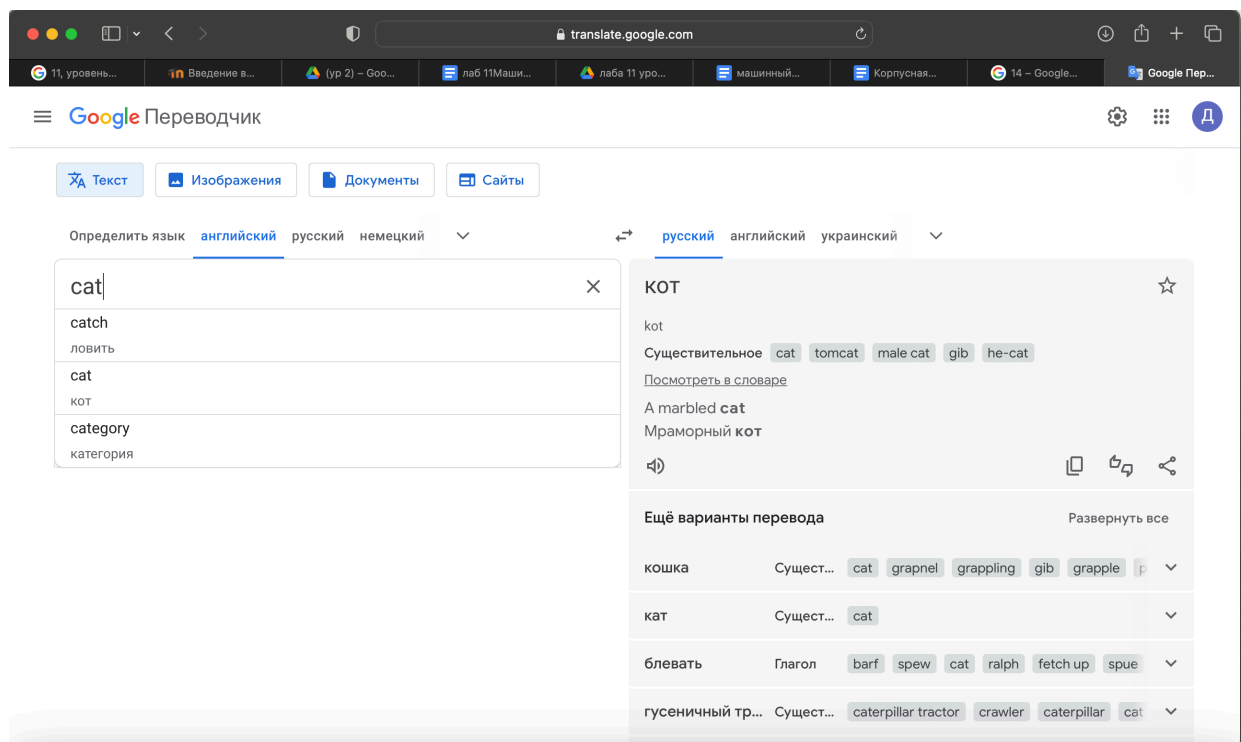 translate.google.com
11, уровень... Введение в... (ур 2) – Goo... лаб 11Маши... лаба 11 уро... машинный... Корпусная... 14 – Google... Google Пер...
Google Переводчик Д
Текст Изображения Документы Сайты
Определить язык английский русский немецкий русский английский украинский
cat
catch
ловить
cat
кот
category
категория
кот
kot
Существительное cat tomcat male cat gib he-cat
Посмотреть в словаре
A marbled cat
Мраморный кот
Ещё варианты перевода Развернуть все
кошка Сущест... cat grapnel grappling gib grapple
кат Сущест... cat
блевать Глагол barf spew cat ralph fetch up spue
гусеничный тр... Сущест... caterpillar tractor crawler caterpillar cat